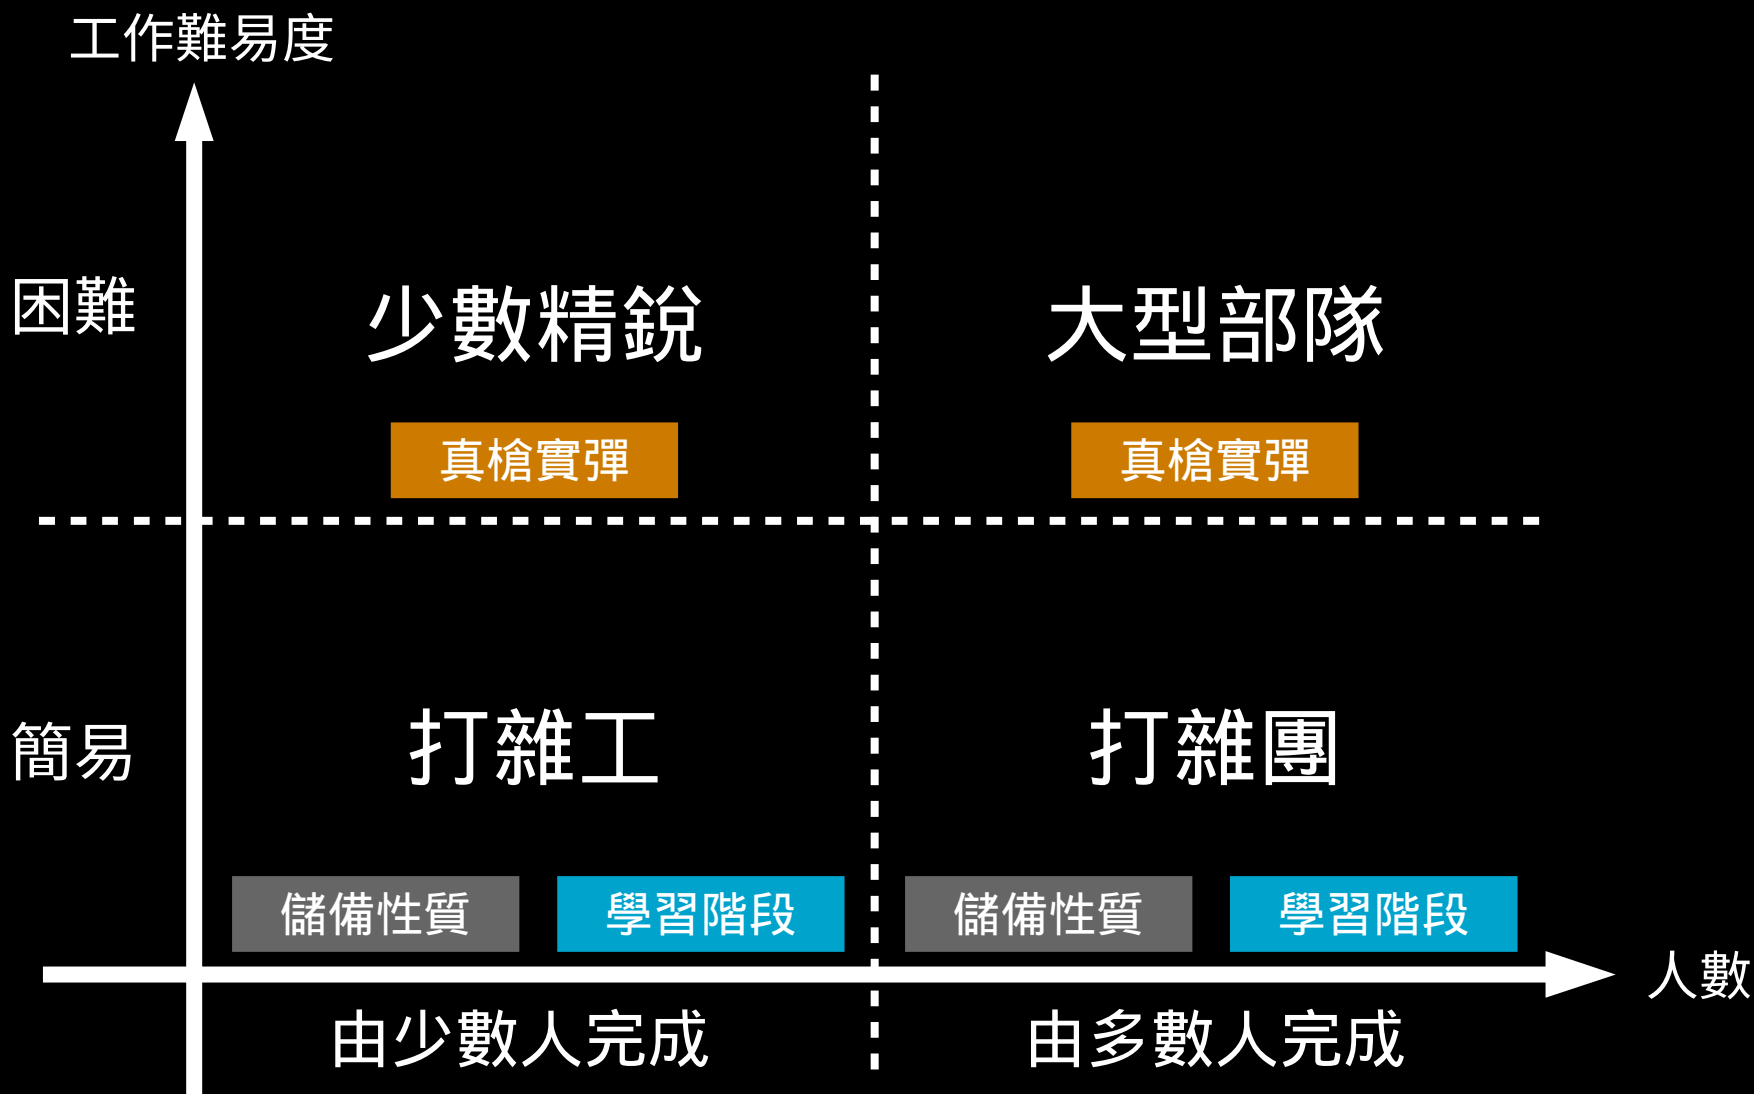 工作難易度
困難
少數精銳
大型部隊
真槍實彈
真槍實彈
簡易
打雜工
打雜團
儲備性質
學習階段
儲備性質
學習階段
人數
由少數人完成
由多數人完成